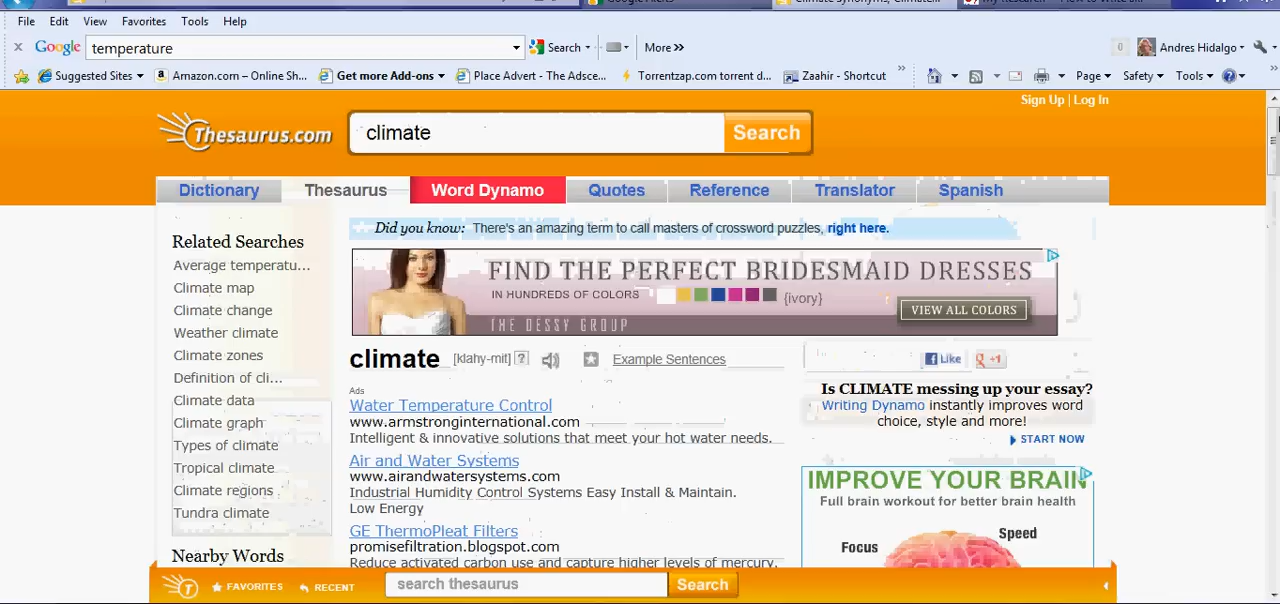 Climate Synonyms, Climate...
File Edit View Favorites Tools Help
x Google temperature Search More » 0 Andres Hidalgo
Suggested Sites Amazon.com – Online Sh... Get more Add-ons Place Advert - The Adsce... Torrentzap.com torrent d... Zaahir - Shortcut » Page Safety Tools »
Sign Up | Log In
Thesaurus.com climate Search
Dictionary Thesaurus Word Dynamo Quotes Reference Translator Spanish
Did you know: There's an amazing term to call masters of crossword puzzles, right here.
Related Searches
Average temperatu...
Climate map
Climate change
Weather climate
Climate zones
Definition of cli...
Climate data
Climate graph
Types of climate
Tropical climate
Climate regions
Tundra climate
Nearby Words
FIND THE PERFECT BRIDESMAID DRESSES
IN HUNDREDS OF COLORS {ivory} VIEW ALL COLORS
THE DESSY GROUP
climate [klahy-mit] ? Example Sentences
Ads
Water Temperature Control
www.armstronginternational.com
Intelligent & innovative solutions that meet your hot water needs.
Air and Water Systems
www.airandwatersystems.com
Industrial Humidity Control Systems Easy Install & Maintain.
Low Energy
GE ThermoPleat Filters
promisefiltration.blogspot.com
Reduce activated carbon use and capture higher levels of mercury.
Like +1
Is CLIMATE messing up your essay?
Writing Dynamo instantly improves word
choice, style and more!
START NOW
IMPROVE YOUR BRAIN
Full brain workout for better brain health
Speed
Focus
FAVORITES RECENT search thesaurus Search